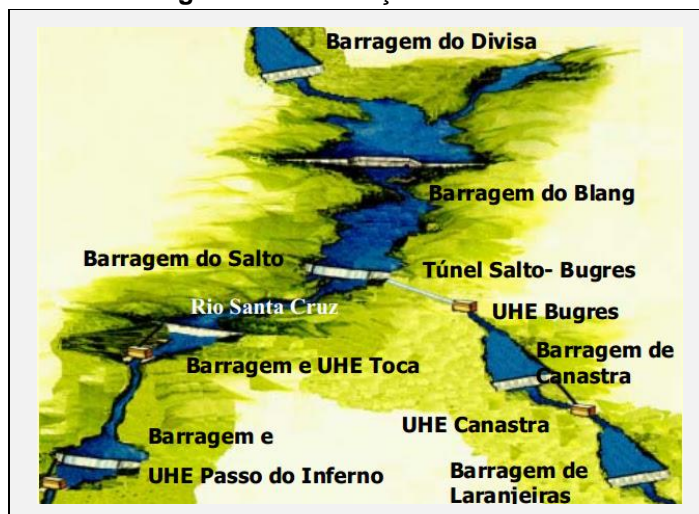 Barragem do Divisa
Barragem do Blang
Barragem do Salto
Túnel Salto- Bugres
Rio Santa Cruz
UHE Bugres
Barragem e UHE Toca
Barragem de
Canastra
UHE Canastra
Barragem e
UHE Passo do Inferno
Barragem de
Laranieiras